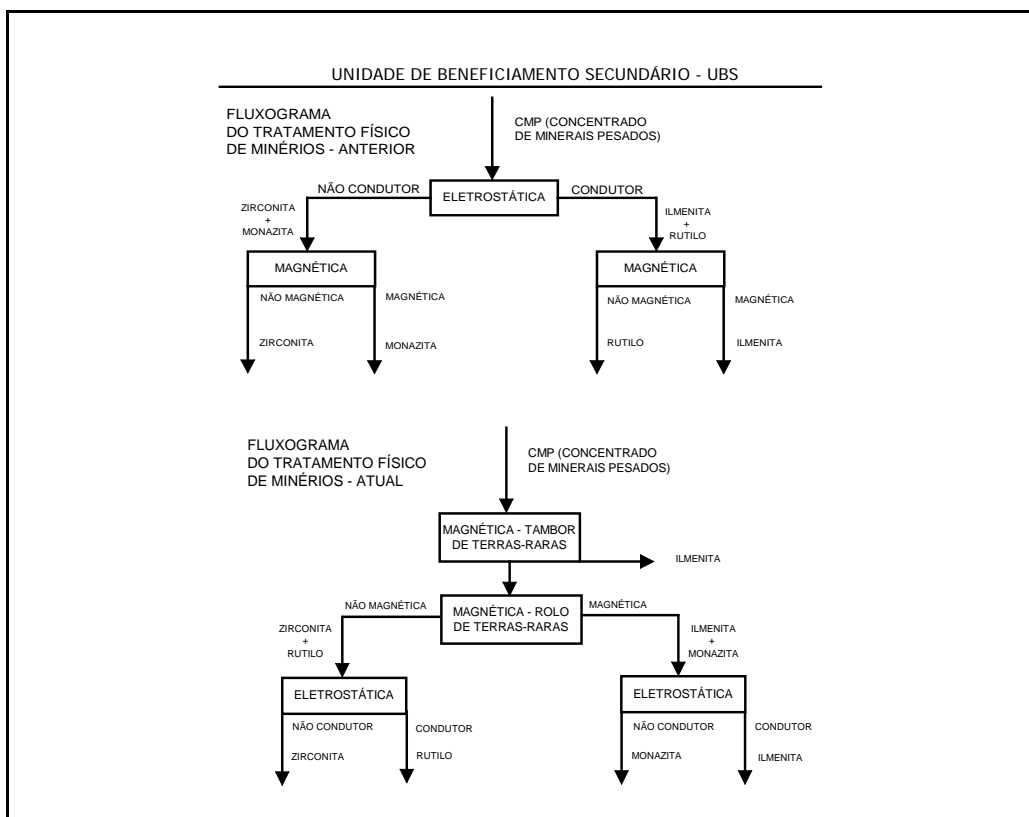 UNIDADE DE BENEFICIAMENTO SECUNDÁRIO - UBS
FLUXOGRAMA
DO TRATAMENTO FÍSICO
DE MINÉRIOS - ANTERIOR
CMP (CONCENTRADO
DE MINERAIS PESADOS)
NÃO CONDUTOR
ELETROSTÁTICA
CONDUTOR
ZIRCONITA
+
MONAZITA
ILMENITA
+
RUTILO
MAGNÉTICA
MAGNÉTICA
NÃO MAGNÉTICA
MAGNÉTICA
NÃO MAGNÉTICA
MAGNÉTICA
ZIRCONITA
MONAZITA
RUTILO
ILMENITA
FLUXOGRAMA
DO TRATAMENTO FÍSICO
DE MINÉRIOS - ATUAL
CMP (CONCENTRADO
DE MINERAIS PESADOS)
MAGNÉTICA - TAMBOR
DE TERRAS-RARAS
ILMENITA
NÃO MAGNÉTICA
MAGNÉTICA - ROLO
DE TERRAS-RARAS
MAGNÉTICA
ZIRCONITA
+
RUTILO
ILMENITA
+
MONAZITA
ELETROSTÁTICA
ELETROSTÁTICA
NÃO CONDUTOR
CONDUTOR
NÃO CONDUTOR
CONDUTOR
ZIRCONITA
RUTILO
MONAZITA
ILMENITA